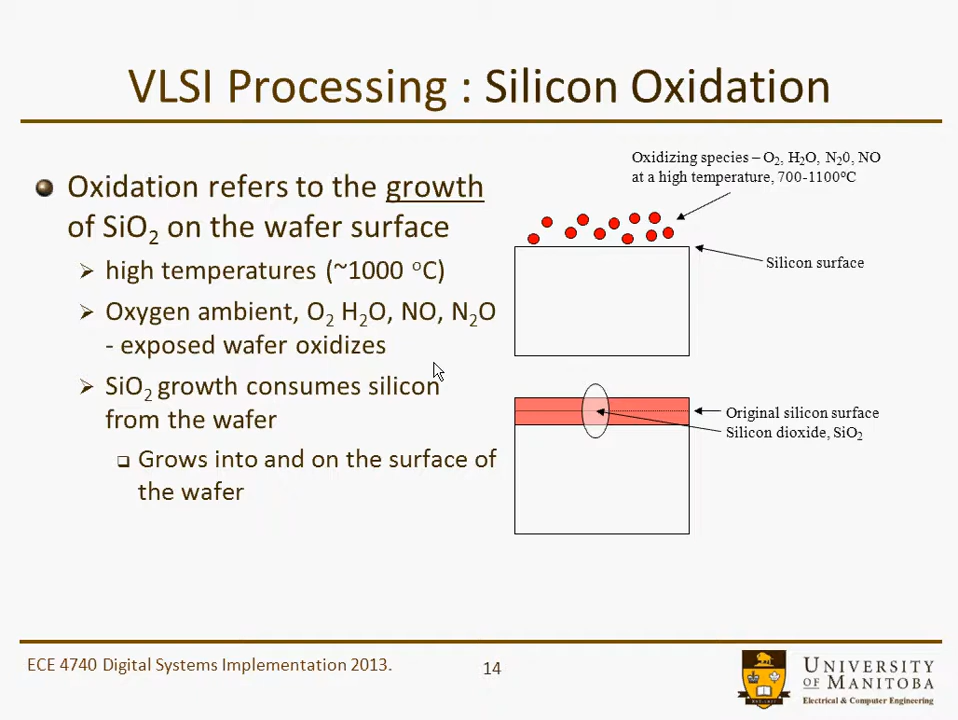 VLSI Processing : Silicon Oxidation
Oxidation refers to the growth
of SiO2 on the wafer surface
high temperatures (~1000 °C)
Oxygen ambient, O2 H2O, NO, N2O
- exposed wafer oxidizes
SiO2 growth consumes silicon
from the wafer
Grows into and on the surface of
the wafer
Oxidizing species – O2, H2O, N20, NO
at a high temperature, 700-1100°C
Silicon surface
Original silicon surface
Silicon dioxide, SiO2
ECE 4740 Digital Systems Implementation 2013.
14
UNIVERSITY
OF MANITOBA
Electrical & Computer Engineering